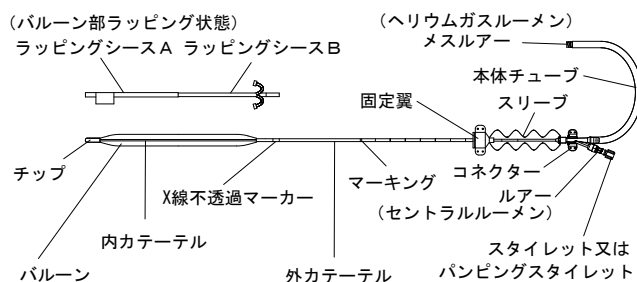 (バルーン部ラッピング状態)
ラッピングシースA ラッピングシースB
(ヘリウムガスルーメン)
メスルアー
本体チューブ
固定翼
スリーブ
チップ
X線不透過マーカー
マーキング
コネクター
ルアー
(セントラルルーメン)
内カテーテル
バルーン
外カテーテル
スタイレット又は
パンピングスタイレット